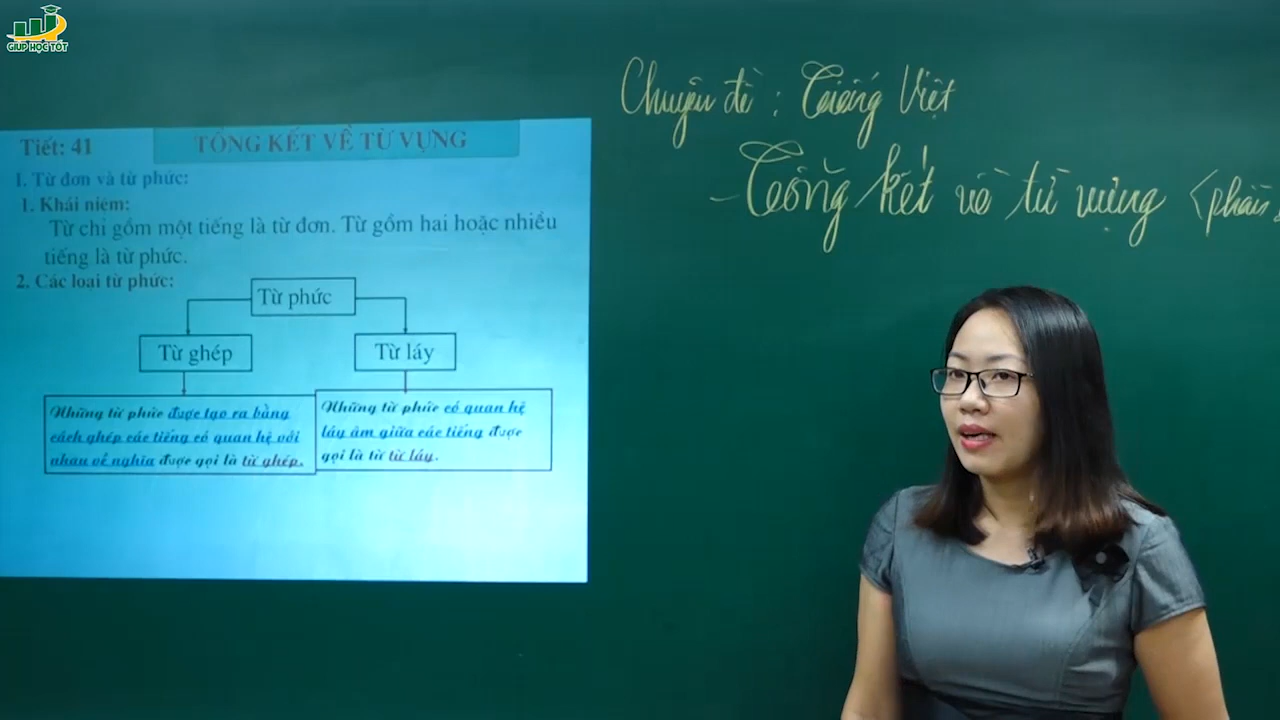 GIÚP HỌC TỐT
Tiết: 41
TỔNG KẾT VỀ TỪ VỰNG
I. Từ đơn và từ phức:
1. Khái niệm:
Từ chỉ gồm một tiếng là từ đơn. Từ gồm hai hoặc nhiều
tiếng là từ phức.
2. Các loại từ phức:
Từ phức
Từ ghép
Từ láy
Những từ phức được tạo ra bằng
cách ghép các tiếng có quan hệ với
nhau về nghĩa được gọi là từ ghép.
Những từ phức có quan hệ
láy âm giữa các tiếng được
gọi là từ từ láy.
Chuyên đề: Tiếng Việt
- Tổng kết về từ vựng <phần